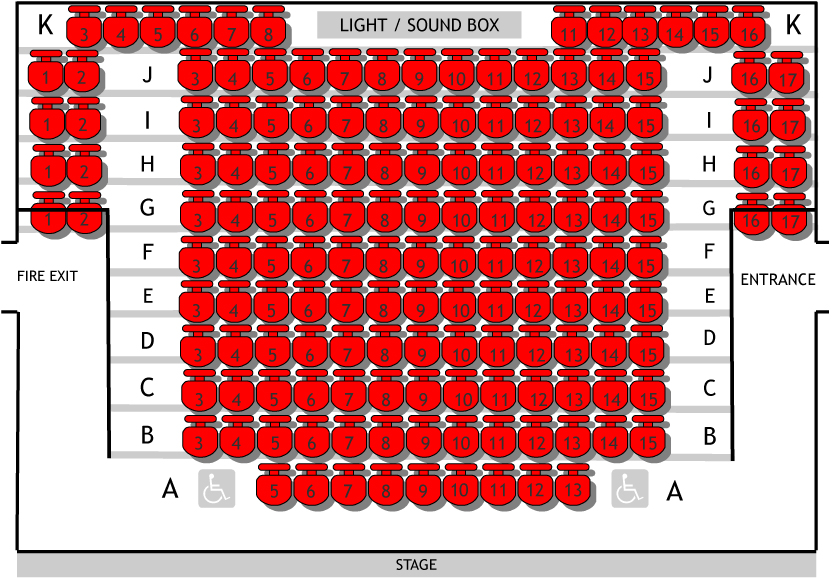 K 3 4 5 6 7 8 LIGHT / SOUND BOX 11 12 13 14 15 16 K
1 2 J 3 4 5 6 7 8 9 10 11 12 13 14 15 J 16 17
1 2 I 3 4 5 6 7 8 9 10 11 12 13 14 15 I 16 17
1 2 H 3 4 5 6 7 8 9 10 11 12 13 14 15 H 16 17
1 2 G 3 4 5 6 7 8 9 10 11 12 13 14 15 G 16 17
F 3 4 5 6 7 8 9 10 11 12 13 14 15 F
FIRE EXIT ENTRANCE
E 3 4 5 6 7 8 9 10 11 12 13 14 15 E
D 3 4 5 6 7 8 9 10 11 12 13 14 15 D
C 3 4 5 6 7 8 9 10 11 12 13 14 15 C
B 3 4 5 6 7 8 9 10 11 12 13 14 15 B
A 5 6 7 8 9 10 11 12 13 A
STAGE